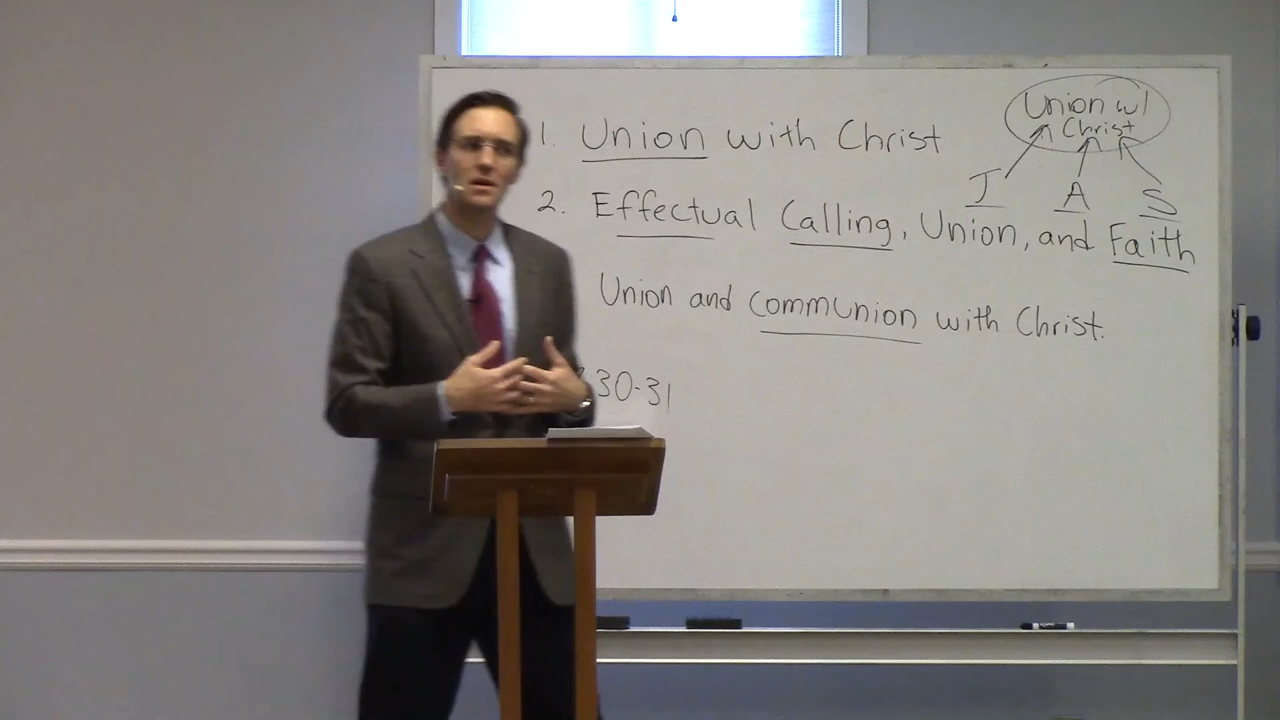 1. Union with Christ
Union w/
Christ
J A S
2. Effectual Calling, Union, and Faith
Union and communion with Christ.
30-31